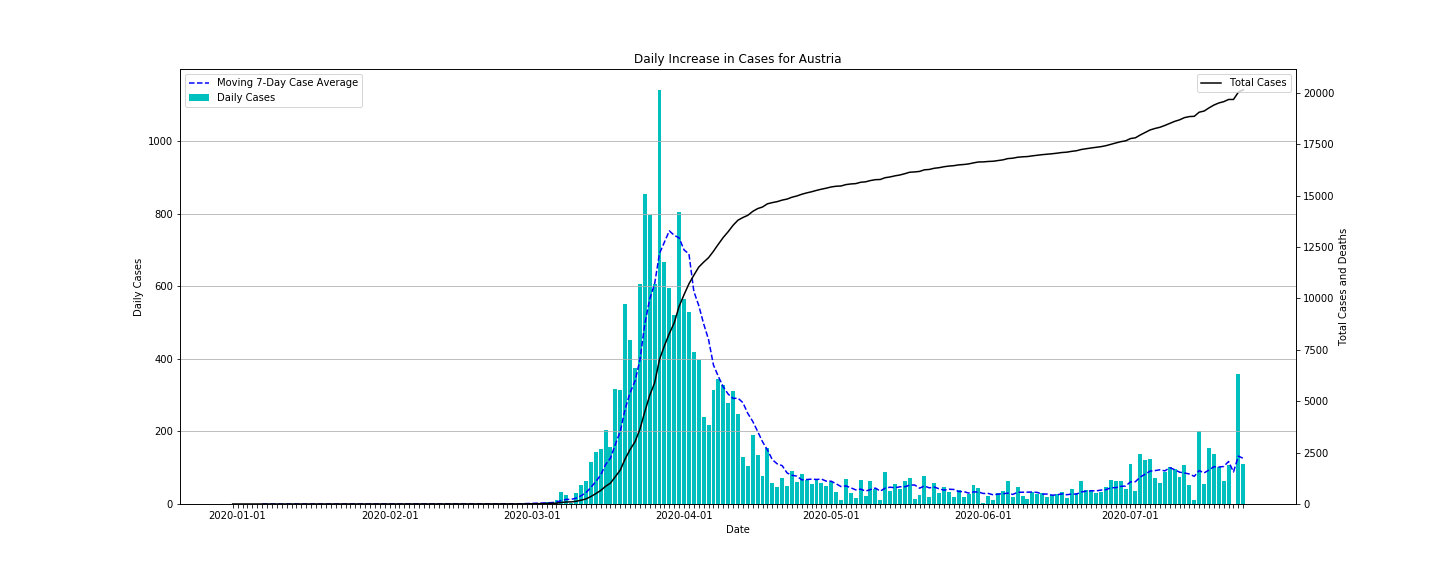 Daily Increase in Cases for Austria
Moving 7-Day Case Average
Daily Cases
Total Cases
1000
800
600
400
200
0
Daily Cases
20000
17500
15000
12500
10000
7500
5000
2500
0
Total Cases and Deaths
2020-01-01 2020-02-01 2020-03-01 2020-04-01 2020-05-01 2020-06-01 2020-07-01
Date